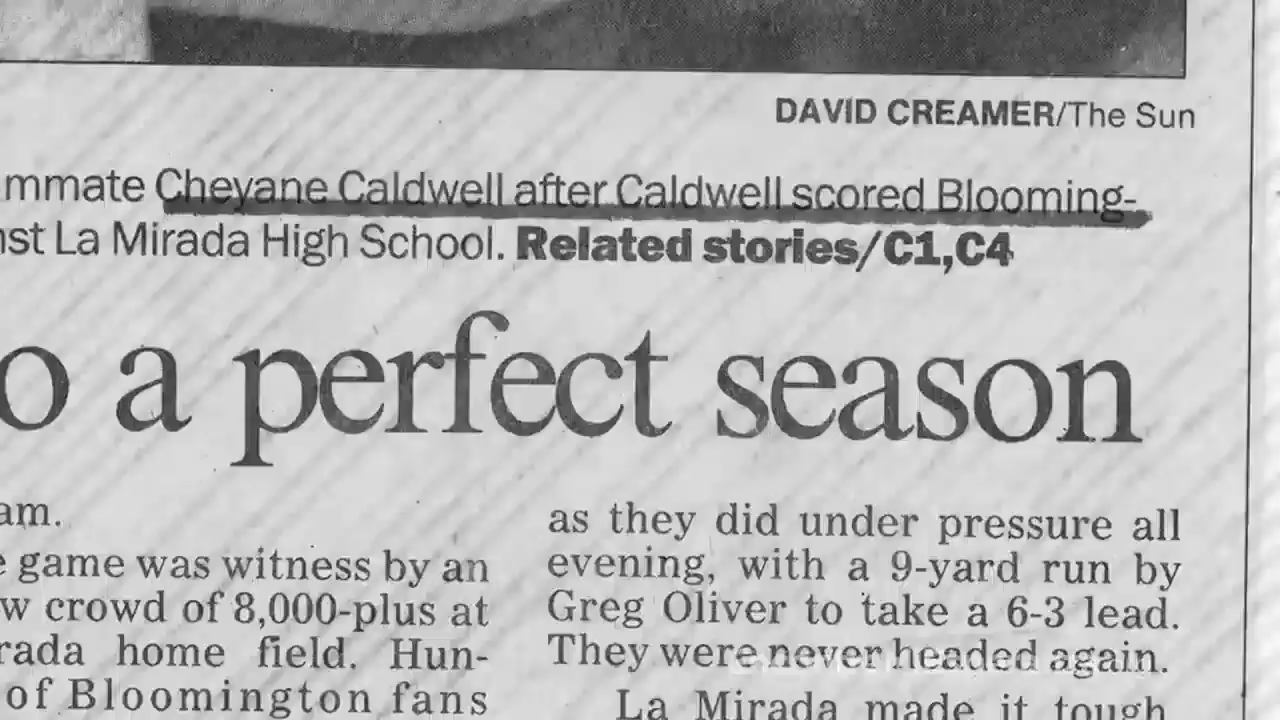 DAVID CREAMER/The Sun
mmate Cheyane Caldwell after Caldwell scored Blooming-
st La Mirada High School. Related stories/C1,C4
o a perfect season
am.
e game was witness by an
w crowd of 8,000-plus at
rada home field. Hun-
of Bloomington fans
as they did under pressure all
evening, with a 9-yard run by
Greg Oliver to take a 6-3 lead.
They were never headed again.
La Mirada made it tough